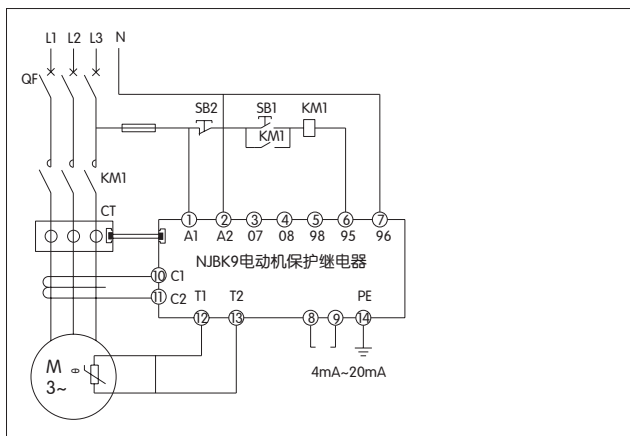 L1 L2 L3 N
QF
SB2 SB1 KM1
KM1
KM1
CT
1 2 3 4 5 6 7
A1 A2 07 08 98 95 96
NJBK9电动机保护继电器
10 C1
11 C2
T1 T2 PE
12 13 8 9 14
M
3~
θ
4mA~20mA